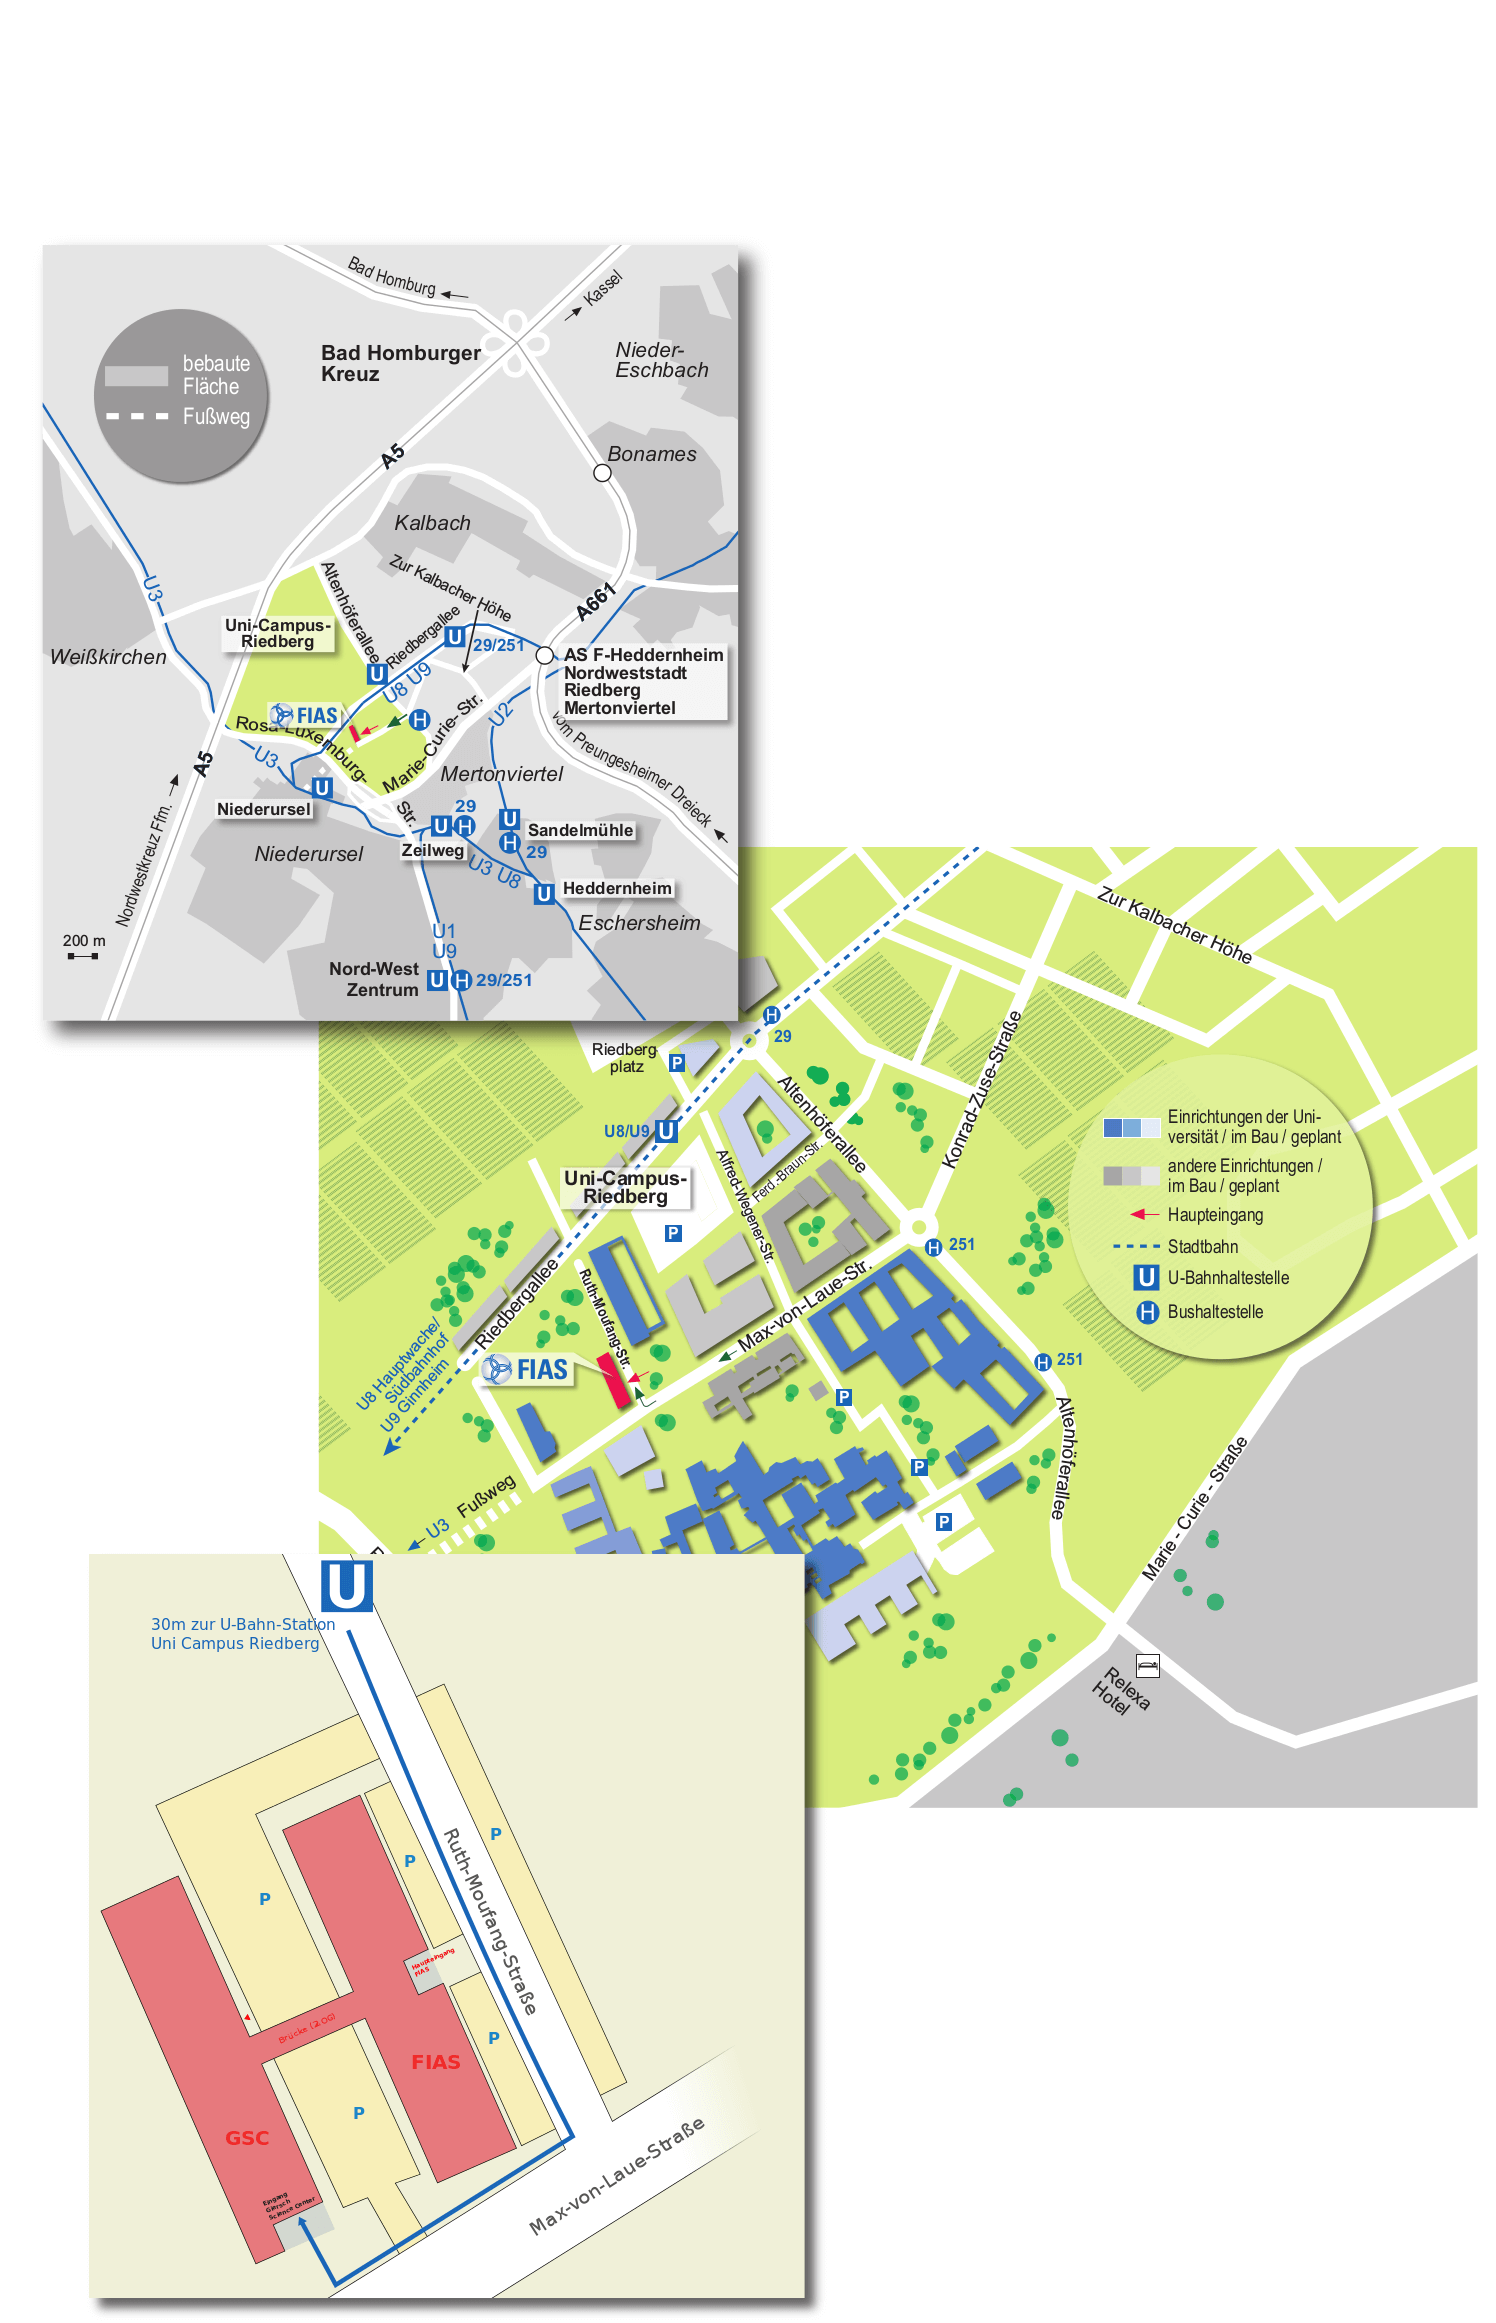 Bad Homburg
Kassel
Bad Homburger
Kreuz
Nieder-
Eschbach
bebaute
Fläche
Fußweg
A5
Bonames
Kalbach
Zur Kalbacher Höhe
U3
Altenhöferallee
Riedbergallee
A661
Uni-Campus-
Riedberg
U
29/251
Weißkirchen
U
U8 U9
AS F-Heddernheim
Nordweststadt
Riedberg
Mertonviertel
FIAS
H
Rosa-Luxemburg-
Str.
Marie-Curie-Str.
U2
vom Preungesheimer Dreieck
U3
A5
Mertonviertel
U
Niederursel
Nordwestkreuz Ffm.
29
U H
Zeilweg
U
H
Sandelmühle
29
Niederursel
U3 U8
U
Heddernheim
Eschersheim
U1
U9
200 m
Nord-West
Zentrum
U H
29/251
Zur Kalbacher Höhe
Konrad-Zuse-Straße
H
29
Riedberg
platz
P
Altenhöferallee
U8/U9
U
Uni-Campus-
Riedberg
P
Alfred-Wegener-Str.
Ferd.-Braun-Str.
H
251
Einrichtungen der Uni-
versität / im Bau / geplant
andere Einrichtungen /
im Bau / geplant
Haupteingang
Stadtbahn
U
U-Bahnhaltestelle
H
Bushaltestelle
Riedbergallee
Ruth-Moufang-Str.
Max-von-Laue-Str.
U8 Hauptwache/
Südbahnhof
U9 Ginnheim
FIAS
H
251
P
Altenhöferallee
P
P
Marie - Curie - Straße
Fußweg
U3
Relexa
Hotel
U
30m zur U-Bahn-Station
Uni Campus Riedberg
P
P
P
Ruth-Moufang-Straße
Haupteingang
FIAS
Brücke (2.OG)
P
FIAS
P
GSC
Eingang
Giersch
Science Center
Max-von-Laue-Straße